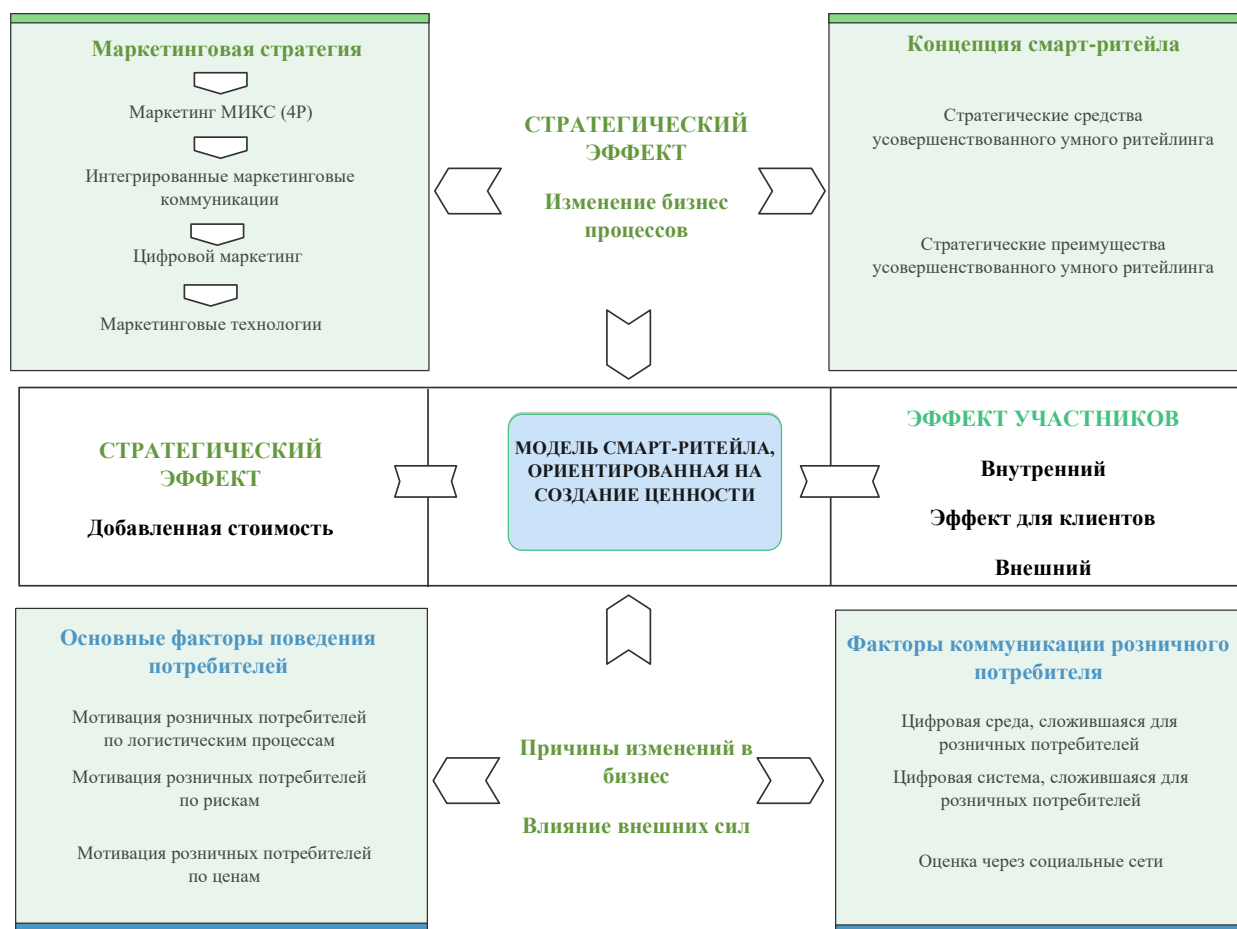 Маркетинговая стратегия
Маркетинг МИКС (4P)
Интегрированные маркетинговые
коммуникации
Цифровой маркетинг
Маркетинговые технологии
СТРАТЕГИЧЕСКИЙ
ЭФФЕКТ
Изменение бизнес
процессов
Концепция смарт-ритейла
Стратегические средства
усовершенствованного умного ритейлинга
Стратегические преимущества
усовершенствованного умного ритейлинга
СТРАТЕГИЧЕСКИЙ
ЭФФЕКТ
Добавленная стоимость
МОДЕЛЬ СМАРТ-РИТЕЙЛА,
ОРИЕНТИРОВАННАЯ НА
СОЗДАНИЕ ЦЕННОСТИ
ЭФФЕКТ УЧАСТНИКОВ
Внутренний
Эффект для клиентов
Внешний
Основные факторы поведения
потребителей
Мотивация розничных потребителей
по логистическим процессам
Мотивация розничных потребителей
по рискам
Мотивация розничных потребителей
по ценам
Причины изменений в
бизнес
Влияние внешних сил
Факторы коммуникации розничного
потребителя
Цифровая среда, сложившаяся для
розничных потребителей
Цифровая система, сложившаяся для
розничных потребителей
Оценка через социальные сети